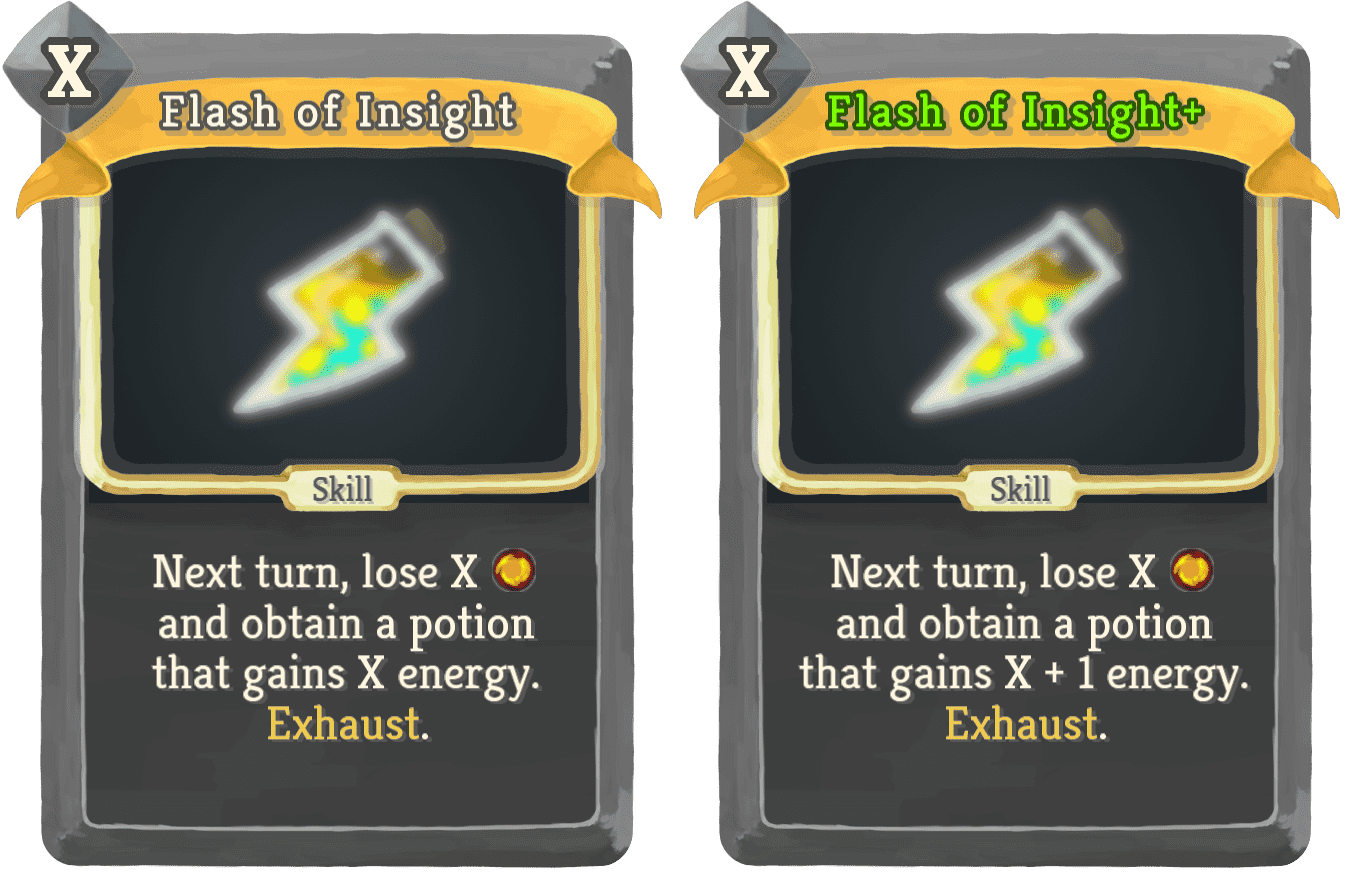 X
Flash of Insight
Skill
Next turn, lose X
and obtain a potion
that gains X energy.
Exhaust.
X
Flash of Insight+
Skill
Next turn, lose X
and obtain a potion
that gains X + 1 energy.
Exhaust.